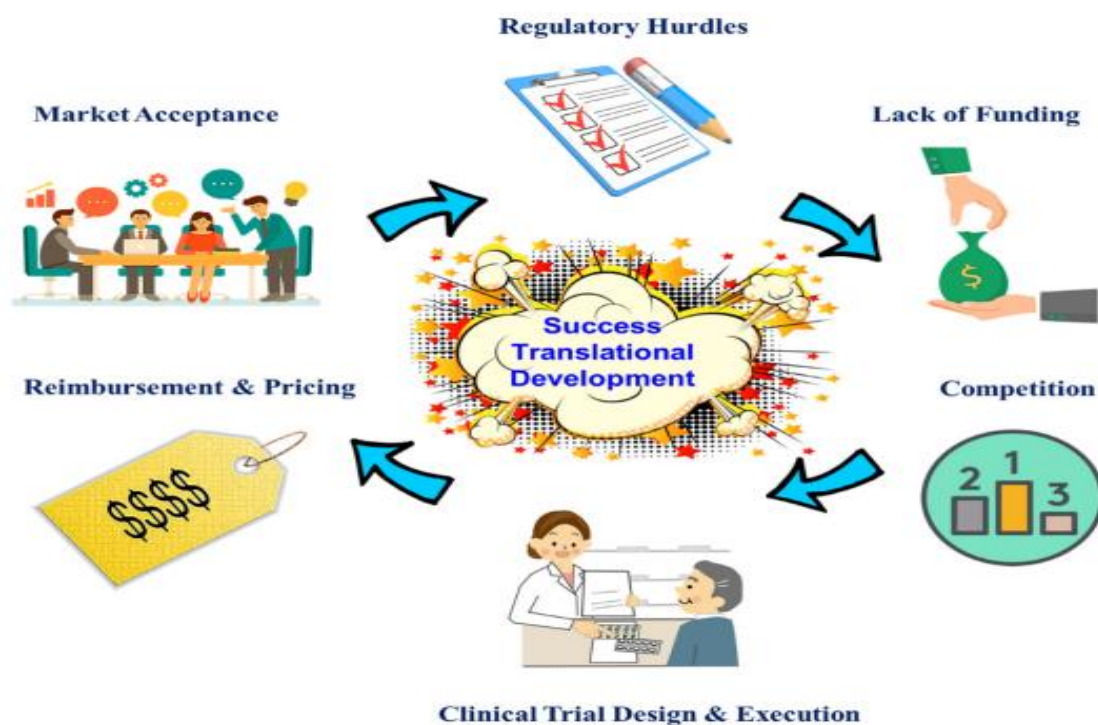 Regulatory Hurdles
Market Acceptance
Lack of Funding
$
Success
Translational
Development
Reimbursement & Pricing
Competition
$$$$
2 1 3
Clinical Trial Design & Execution